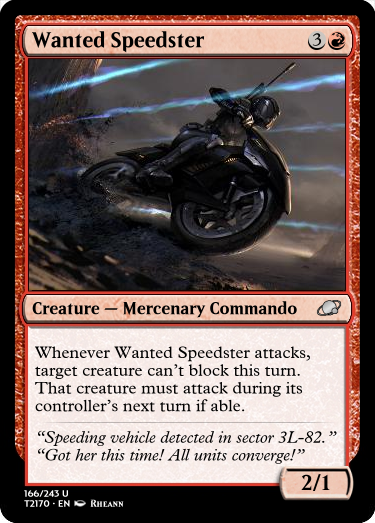 Wanted Speedster 3
Creature — Mercenary Commando
Whenever Wanted Speedster attacks,
target creature can't block this turn.
That creature must attack during its
controller's next turn if able.
“Speeding vehicle detected in sector 3L-82.”
“Got her this time! All units converge!”
2/1
166/243 U
T2170 • EN Rheann